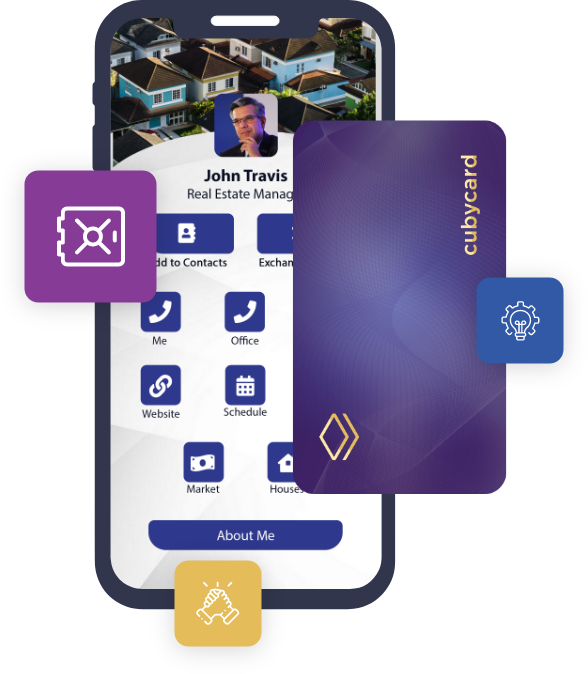 John Travis
Real Estate Manag
dd to Contacts
Exchan
Me
Office
Website
Schedule
Market
Houses
About Me
cubycard